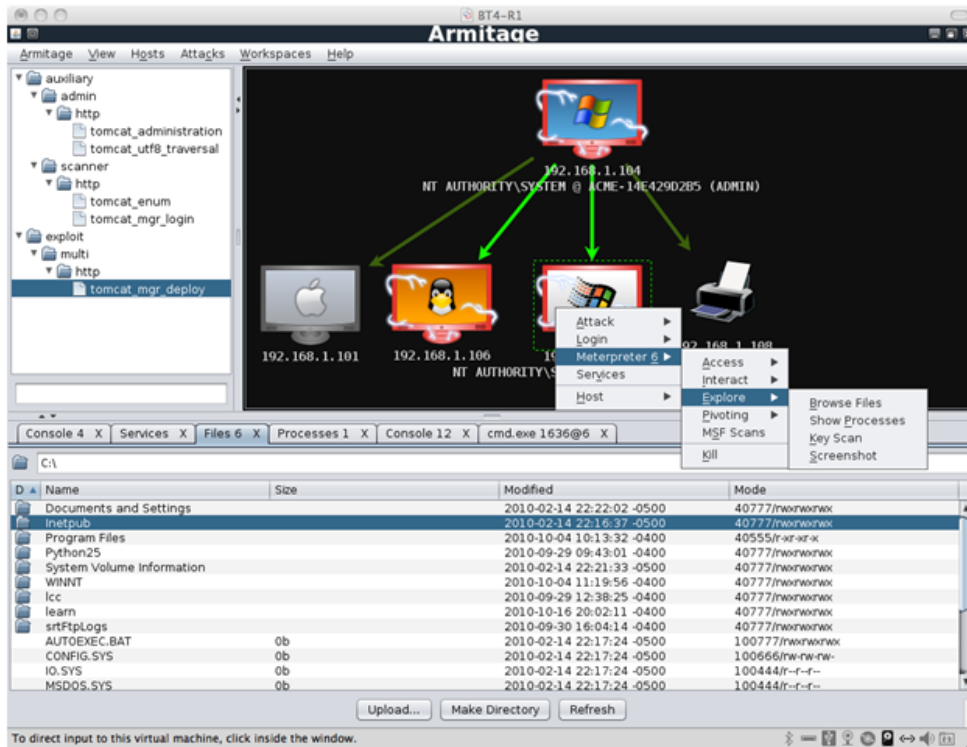 BT4-R1
Armitage
Armitage View Hosts Attacks Workspaces Help
auxiliary
admin
http
tomcat_administration
tomcat_utf8_traversal
scanner
http
tomcat_enum
tomcat_mgr_login
exploit
multi
http
tomcat_mgr_deploy
192.168.1.104
NT AUTHORITY\SYSTEM @ ACME-14E429D2B5 (ADMIN)
192.168.1.101
192.168.1.106
192.168.1.108
NT AUTHORITY\S
Attack
Login
Meterpreter 6
Services
Host
Access
Interact
Explore
Pivoting
MSF Scans
Kill
Browse Files
Show Processes
Key Scan
Screenshot
Console 4 X Services X Files 6 X Processes 1 X Console 12 X cmd.exe 1636@6 X
C:\
D Name Size Modified Mode
Documents and Settings 2010-02-14 22:22:02 -0500 40777/rwxrwxrwx
Inetpub 2010-02-14 22:16:37 -0500 40777/rwxrwxrwx
Program Files 2010-10-04 10:13:32 -0400 40555/r-xr-xr-x
Python25 2010-09-29 09:43:01 -0400 40777/rwxrwxrwx
System Volume Information 2010-02-14 22:21:33 -0500 40777/rwxrwxrwx
WINNT 2010-10-04 11:19:56 -0400 40777/rwxrwxrwx
lcc 2010-09-29 12:38:25 -0400 40777/rwxrwxrwx
learn 2010-10-16 20:02:11 -0400 40777/rwxrwxrwx
srtFtpLogs 2010-09-30 16:04:14 -0400 40777/rwxrwxrwx
AUTOEXEC.BAT 0b 2010-02-14 22:17:24 -0500 100777/rwxrwxrwx
CONFIG.SYS 0b 2010-02-14 22:17:24 -0500 100666/rw-rw-rw-
IO.SYS 0b 2010-02-14 22:17:24 -0500 100444/r--r--r--
MSDOS.SYS 0b 2010-02-14 22:17:24 -0500 100444/r--r--r--
Upload... Make Directory Refresh
To direct input to this virtual machine, click inside the window.